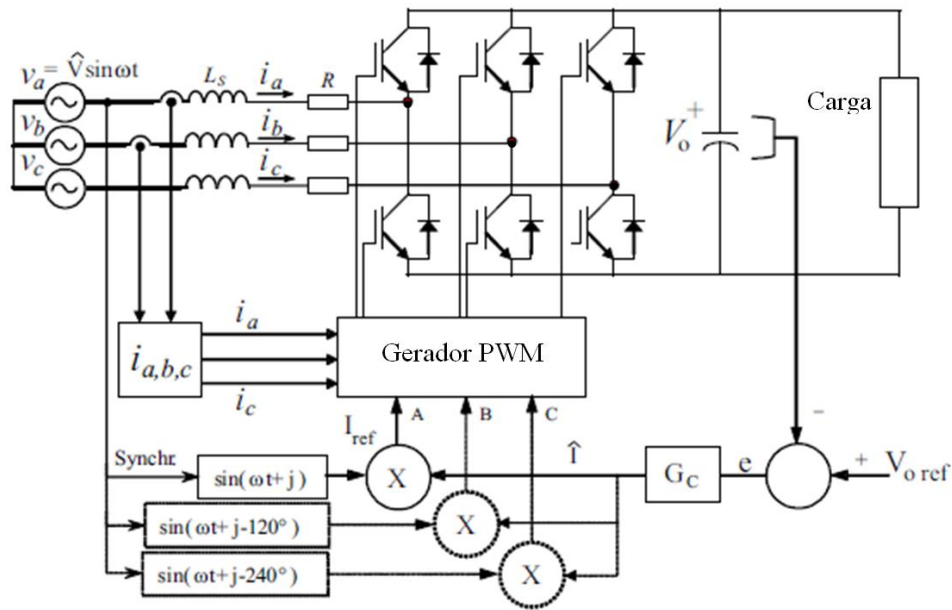 va= V̂sinωt
Ls
ia
R
vb
ib
vc
ic
Vo
+
Carga
ia,b,c
ia
ic
Gerador PWM
A
B
C
Iref
Î
-
Synchr.
sin(ωt+j)
X
GC
e
+
Vo ref
sin(ωt+j-120°)
X
sin(ωt+j-240°)
X